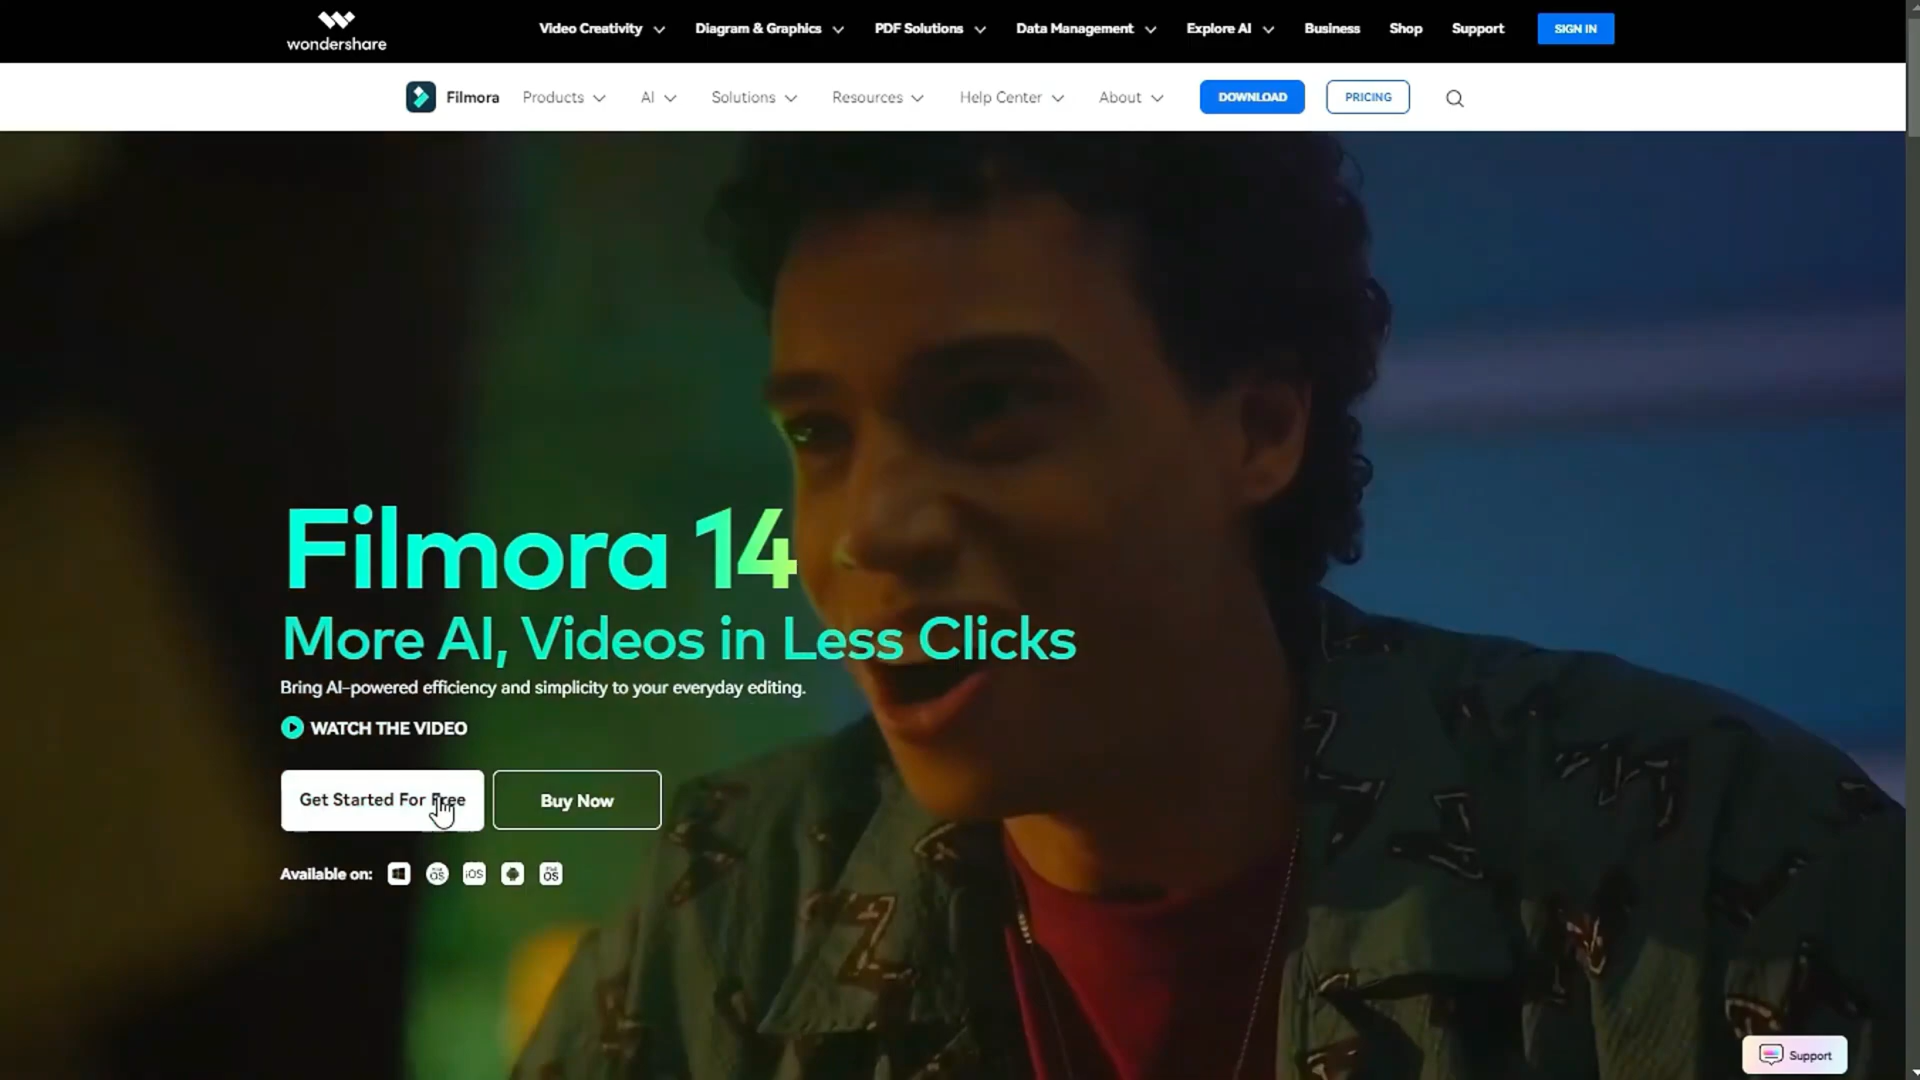 wondershare
Video Creativity
Diagram & Graphics
PDF Solutions
Data Management
Explore AI
Business
Shop
Support
SIGN IN
Filmora
Products
AI
Solutions
Resources
Help Center
About
DOWNLOAD
PRICING
Filmora 14
More AI, Videos in Less Clicks
Bring AI-powered efficiency and simplicity to your everyday editing.
WATCH THE VIDEO
Get Started For Free
Buy Now
Available on:
iOS
Support